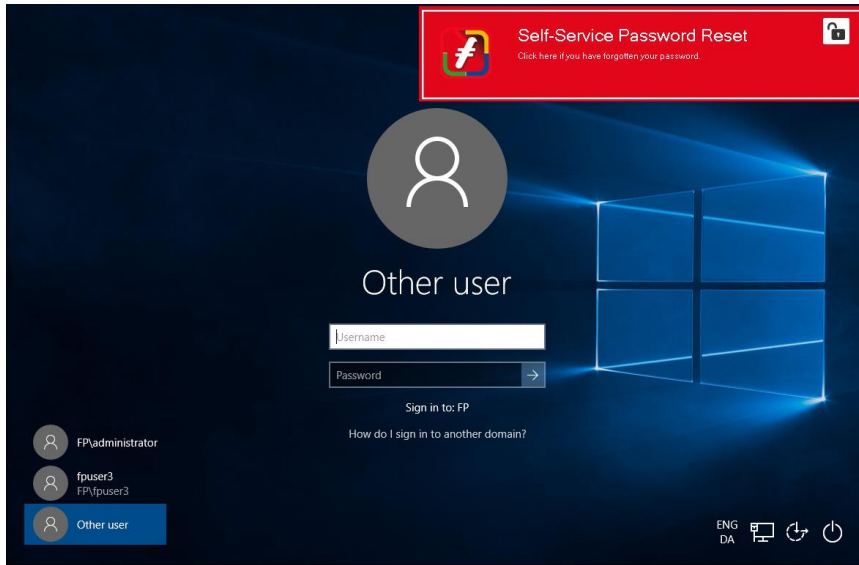 Self-Service Password Reset
Click here if you have forgotten your password.
Other user
Username
Password
Sign in to: FP
How do I sign in to another domain?
FP\administrator
fpuser3
FP\fpuser3
Other user
ENG
DA